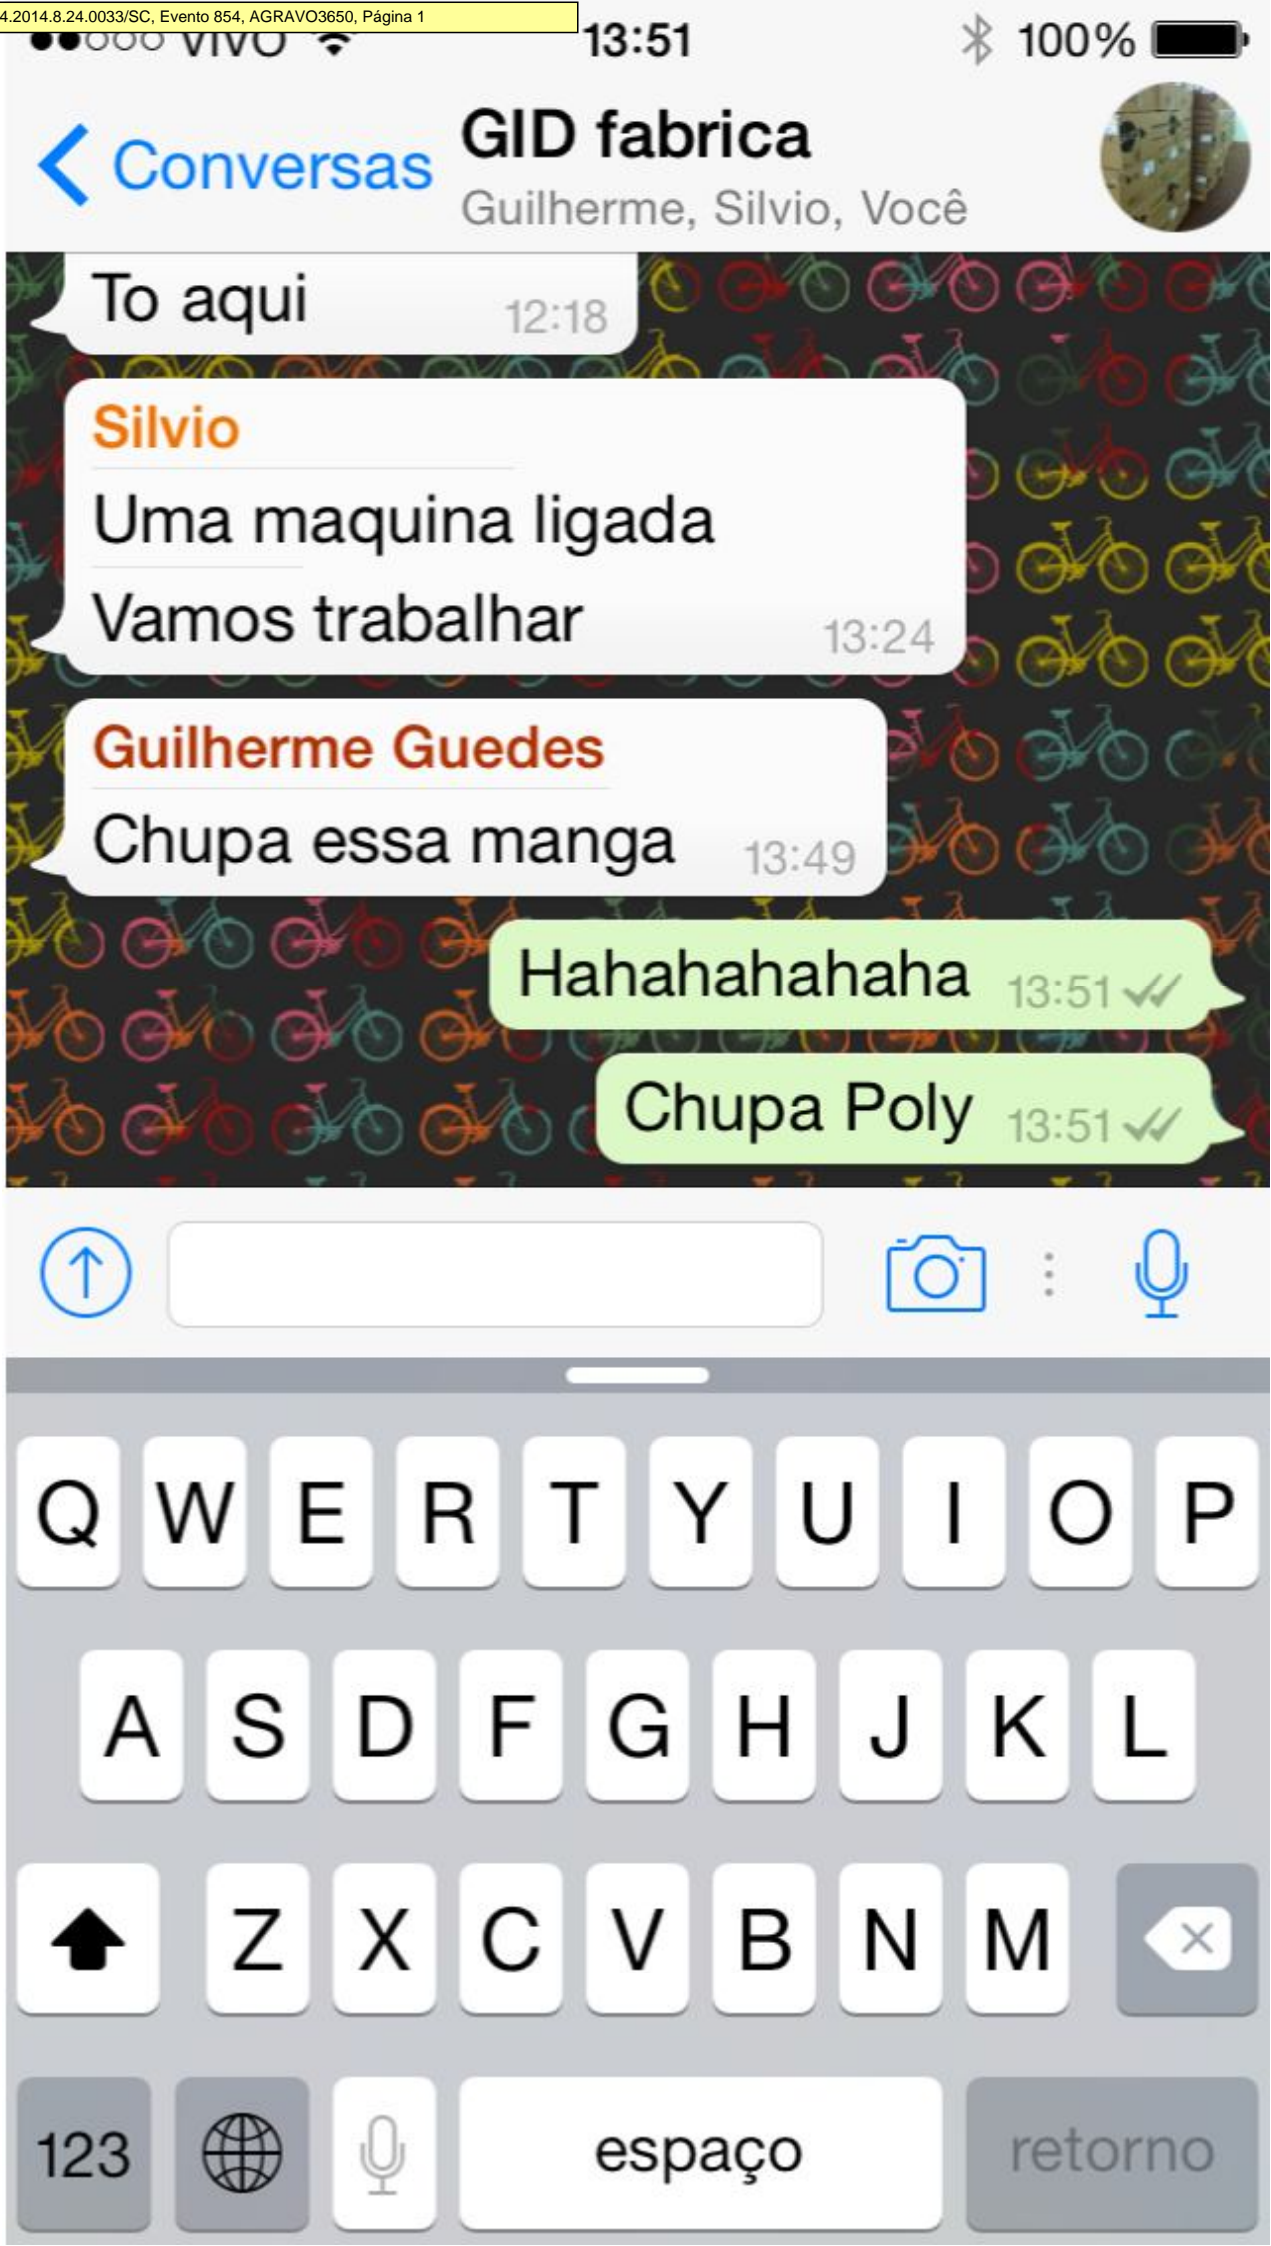 4.2014.8.24.0033/SC, Evento 854, AGRAVO3650, Página 1
VIVO 13:51 100%
Conversas GID fabrica
Guilherme, Silvio, Você
To aqui 12:18
Silvio
Uma maquina ligada
Vamos trabalhar 13:24
Guilherme Guedes
Chupa essa manga 13:49
Hahahahahaha 13:51
Chupa Poly 13:51
Q W E R T Y U I O P
A S D F G H J K L
Z X C V B N M
123 espaço retorno